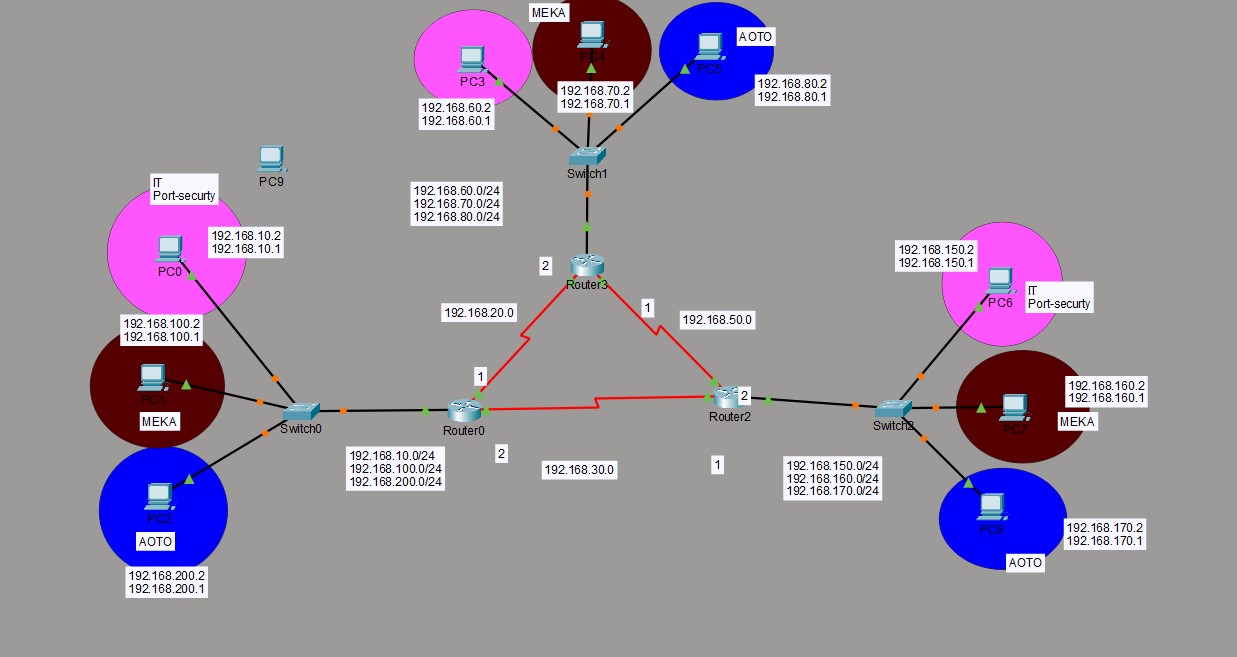 MEKA
AOTO
PC3
PC4
PC5
192.168.60.2
192.168.60.1
192.168.70.2
192.168.70.1
192.168.80.2
192.168.80.1
Switch1
PC9
IT
Port-securty
192.168.10.2
192.168.10.1
PC0
192.168.60.0/24
192.168.70.0/24
192.168.80.0/24
2
Router3
192.168.20.0
1
192.168.50.0
192.168.150.2
192.168.150.1
PC6
IT
Port-securty
192.168.100.2
192.168.100.1
PC1
MEKA
1
Router0
2
Router2
Switch0
Switch2
192.168.160.2
192.168.160.1
PC7
MEKA
192.168.10.0/24
192.168.100.0/24
192.168.200.0/24
2
192.168.30.0
1
192.168.150.0/24
192.168.160.0/24
192.168.170.0/24
PC2
AOTO
192.168.200.2
192.168.200.1
PC8
192.168.170.2
192.168.170.1
AOTO